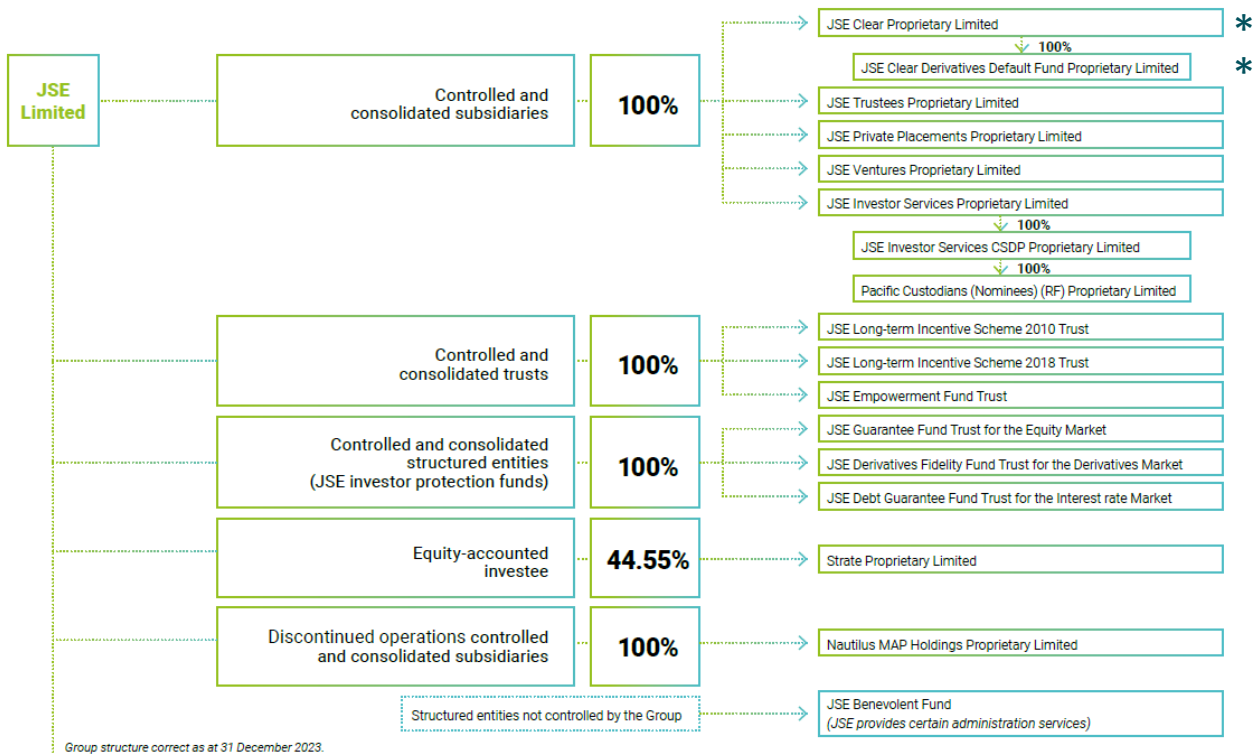 JSE
Limited
Controlled and
consolidated subsidiaries
100%
JSE Clear Proprietary Limited
*
100%
JSE Clear Derivatives Default Fund Proprietary Limited
*
JSE Trustees Proprietary Limited
JSE Private Placements Proprietary Limited
JSE Ventures Proprietary Limited
JSE Investor Services Proprietary Limited
100%
JSE Investor Services CSDP Proprietary Limited
100%
Pacific Custodians (Nominees) (RF) Proprietary Limited
Controlled and
consolidated trusts
100%
JSE Long-term Incentive Scheme 2010 Trust
JSE Long-term Incentive Scheme 2018 Trust
JSE Empowerment Fund Trust
Controlled and consolidated
structured entities
(JSE investor protection funds)
100%
JSE Guarantee Fund Trust for the Equity Market
JSE Derivatives Fidelity Fund Trust for the Derivatives Market
JSE Debt Guarantee Fund Trust for the Interest rate Market
Equity-accounted
investee
44.55%
Strate Proprietary Limited
Discontinued operations controlled
and consolidated subsidiaries
100%
Nautilus MAP Holdings Proprietary Limited
Structured entities not controlled by the Group
JSE Benevolent Fund
(JSE provides certain administration services)
Group structure correct as at 31 December 2023.